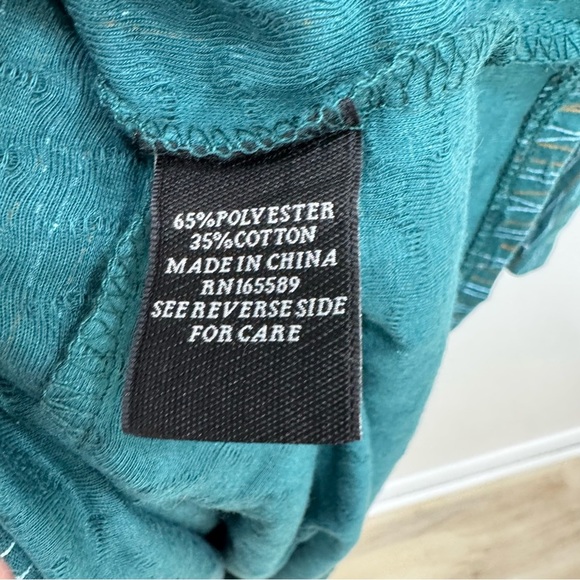 65%POLYESTER
35%COTTON
MADE IN CHINA
RN165589
SEE REVERSE SIDE
FOR CARE